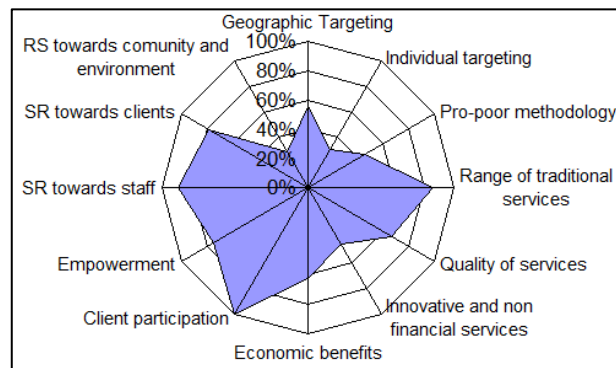 Geographic Targeting
100%
80%
60%
40%
20%
0%
Individual targeting
Pro-poor methodology
Range of traditional
services
Quality of services
Innovative and non
financial services
Economic benefits
Client participation
Empowerment
SR towards staff
SR towards clients
RS towards comunity and
environment